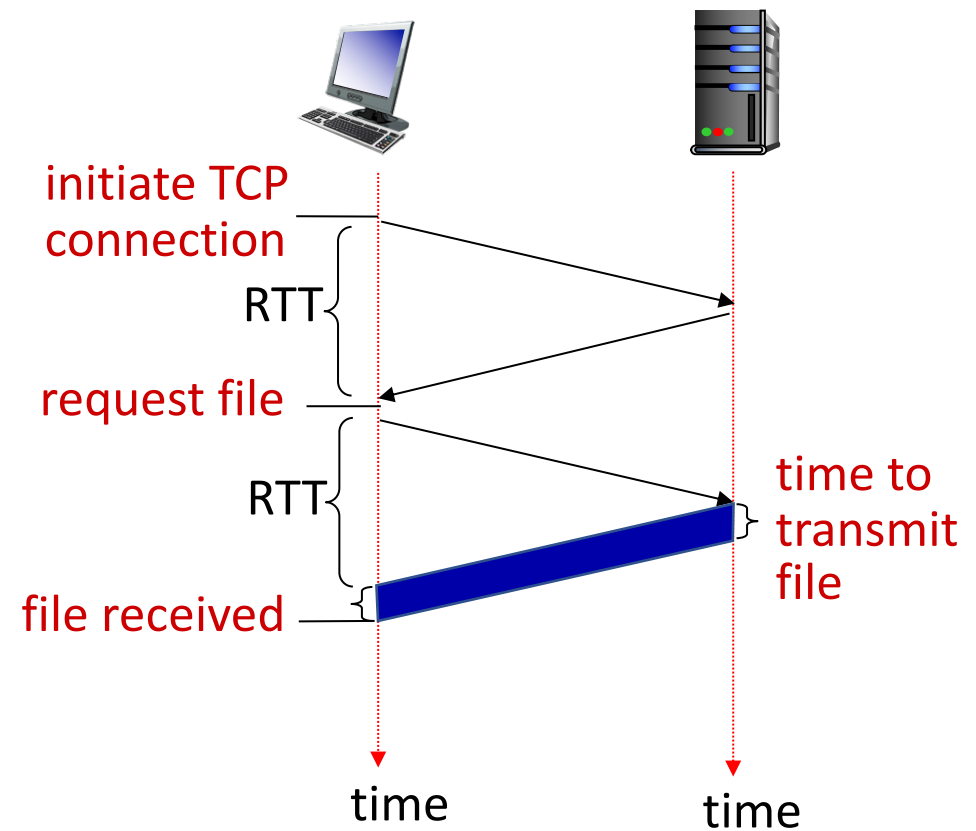 initiate TCP
connection
RTT
request file
RTT
time to
transmit
file
file received
time
time